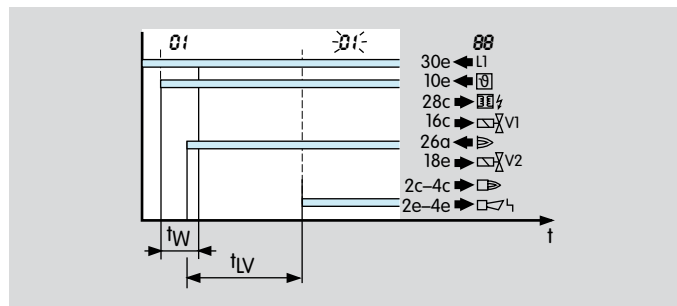 01 01 88
30e L1
10e ϑ
28c
16c V1
26a
18e V2
2c–4c
2e–4e
t
tW
tLV